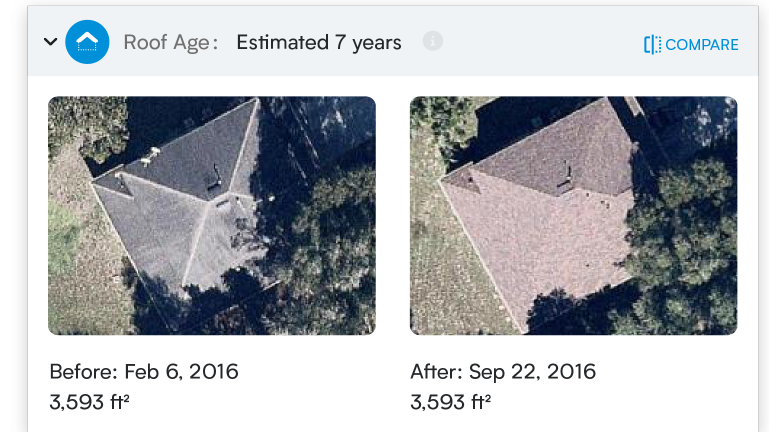 Roof Age: Estimated 7 years
COMPARE
Before: Feb 6, 2016
3,593 ft²
After: Sep 22, 2016
3,593 ft²